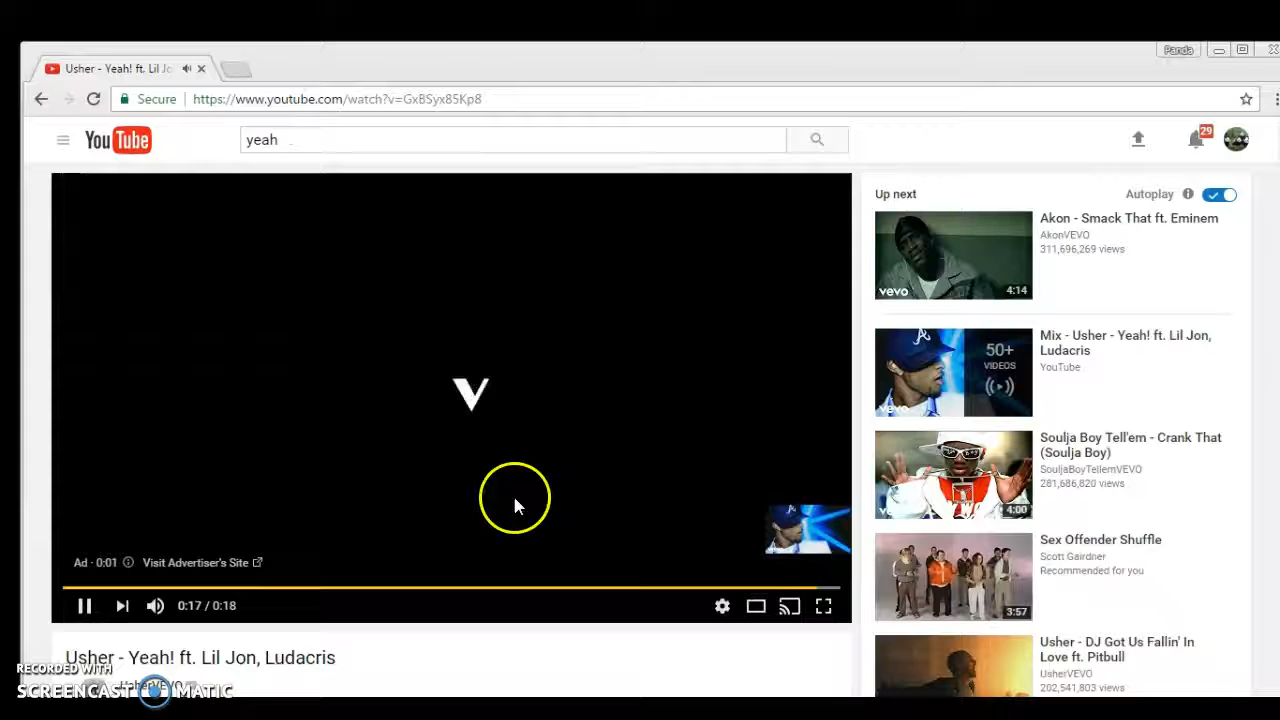 Panda
Usher - Yeah! ft. Lil Jo
Secure https://www.youtube.com/watch?v=GxBSyx85Kp8
YouTube
yeah
29
Up next
Autoplay
Akon - Smack That ft. Eminem
AkonVEVO
311,696,269 views
vevo
4:14
Mix - Usher - Yeah! ft. Lil Jon,
Ludacris
YouTube
50+
VIDEOS
Soulja Boy Tell'em - Crank That
(Soulja Boy)
SouljaBoyTellemVEVO
281,686,820 views
4:00
Sex Offender Shuffle
Scott Gairdner
Recommended for you
3:57
Usher - DJ Got Us Fallin' In
Love ft. Pitbull
UsherVEVO
202,541,803 views
V
Ad · 0:01 Visit Advertiser's Site
0:17 / 0:18
Usher - Yeah! ft. Lil Jon, Ludacris
UsherVEVO
RECORDED WITH
SCREENCAST MATIC